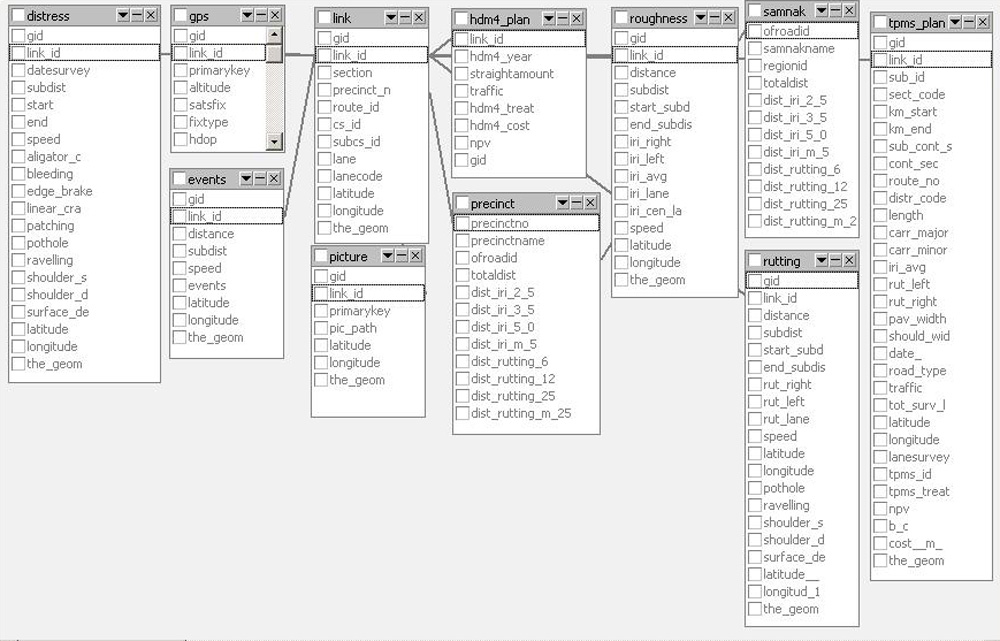 distress
gid
link_id
datesurvey
subdist
start
end
speed
aligator_c
bleeding
edge_brake
linear_cra
patching
pothole
ravelling
shoulder_s
shoulder_d
surface_de
latitude
longitude
the_geom
gps
gid
link_id
primarykey
altitude
satsfix
fixtype
hdop
events
gid
link_id
distance
subdist
speed
events
latitude
longitude
the_geom
link
gid
link_id
section
precinct_n
route_id
cs_id
subcs_id
lane
lanecode
latitude
longitude
the_geom
picture
gid
link_id
primarykey
pic_path
latitude
longitude
the_geom
hdm4_plan
link_id
hdm4_year
straightamount
traffic
hdm4_treat
hdm4_cost
npv
gid
precinct
precinctno
precinctname
ofroadid
totaldist
dist_iri_2_5
dist_iri_3_5
dist_iri_5_0
dist_iri_m_5
dist_rutting_6
dist_rutting_12
dist_rutting_25
dist_rutting_m_25
roughness
gid
link_id
distance
subdist
start_subd
end_subdis
iri_right
iri_left
iri_avg
iri_lane
iri_cen_la
speed
latitude
longitude
the_geom
samnak
ofroadid
samnakname
regionid
totaldist
dist_iri_2_5
dist_iri_3_5
dist_iri_5_0
dist_iri_m_5
dist_rutting_6
dist_rutting_12
dist_rutting_25
dist_rutting_m_2
rutting
gid
link_id
distance
subdist
start_subd
end_subdis
rut_right
rut_left
rut_lane
speed
latitude
longitude
pothole
ravelling
shoulder_s
shoulder_d
surface_de
latitude__
longitud_1
the_geom
tpms_plan
gid
link_id
sub_id
sect_code
km_start
km_end
sub_cont_s
cont_sec
route_no
distr_code
length
carr_major
carr_minor
iri_avg
rut_left
rut_right
pav_width
should_wid
date_
road_type
traffic
tot_surv_l
latitude
longitude
lanesurvey
tpms_id
tpms_treat
npv
b_c
cost__m_
the_geom